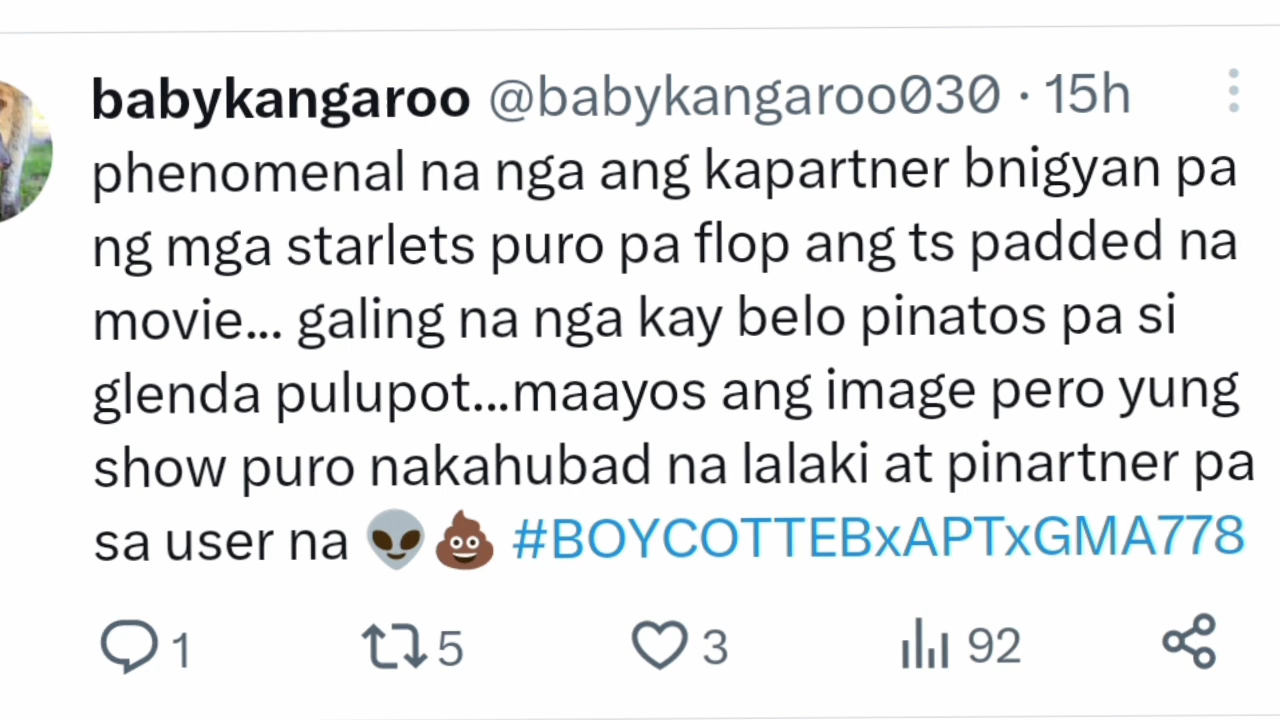 babykangaroo @babykangaroo030 · 15h
phenomenal na nga ang kapartner bnigyan pa
ng mga starlets puro pa flop ang ts padded na
movie... galing na nga kay belo pinatos pa si
glenda pulupot...maayos ang image pero yung
show puro nakahubad na lalaki at pinartner pa
sa user na 👽💩 #BOYCOTTEBxAPTxGMA778
1 5 3 92